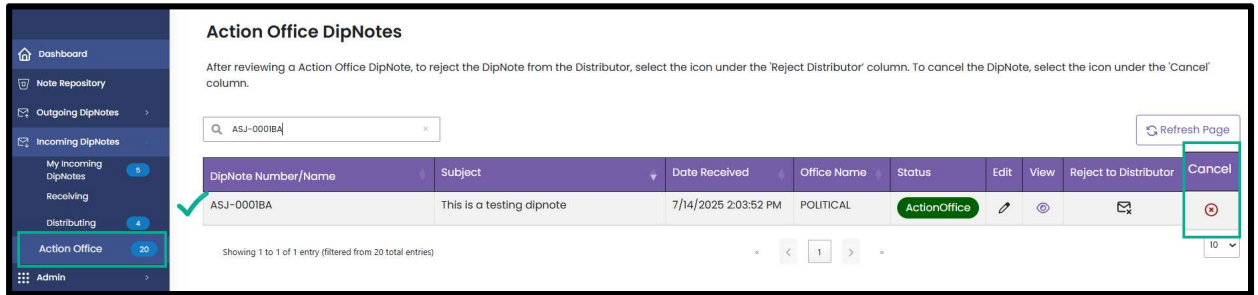 Action Office DipNotes
After reviewing a Action Office DipNote, to reject the DipNote from the Distributor, select the icon under the 'Reject Distributor' column. To cancel the DipNote, select the icon under the 'Cancel'
column.
Dashboard
Note Repository
Outgoing DipNotes >
Incoming DipNotes
My Incoming
DipNotes 5
Receiving
Distributing 4
Action Office 20
Admin >
ASJ-0001BA ×
Refresh Page
DipNote Number/Name Subject Date Received Office Name Status Edit View Reject to Distributor Cancel
ASJ-0001BA This is a testing dipnote 7/14/2025 2:03:52 PM POLITICAL ActionOffice
Showing 1 to 1 of 1 entry (filtered from 20 total entries) « < 1 > » 10